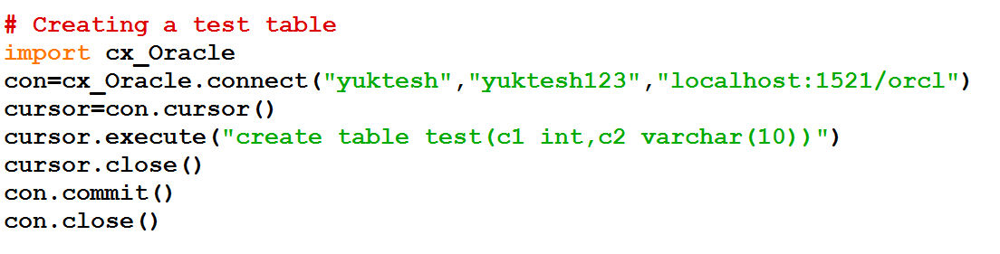 # Creating a test table
import cx_Oracle
con=cx_Oracle.connect("yuktesh","yuktesh123","localhost:1521/orcl")
cursor=con.cursor()
cursor.execute("create table test(c1 int,c2 varchar(10))")
cursor.close()
con.commit()
con.close()